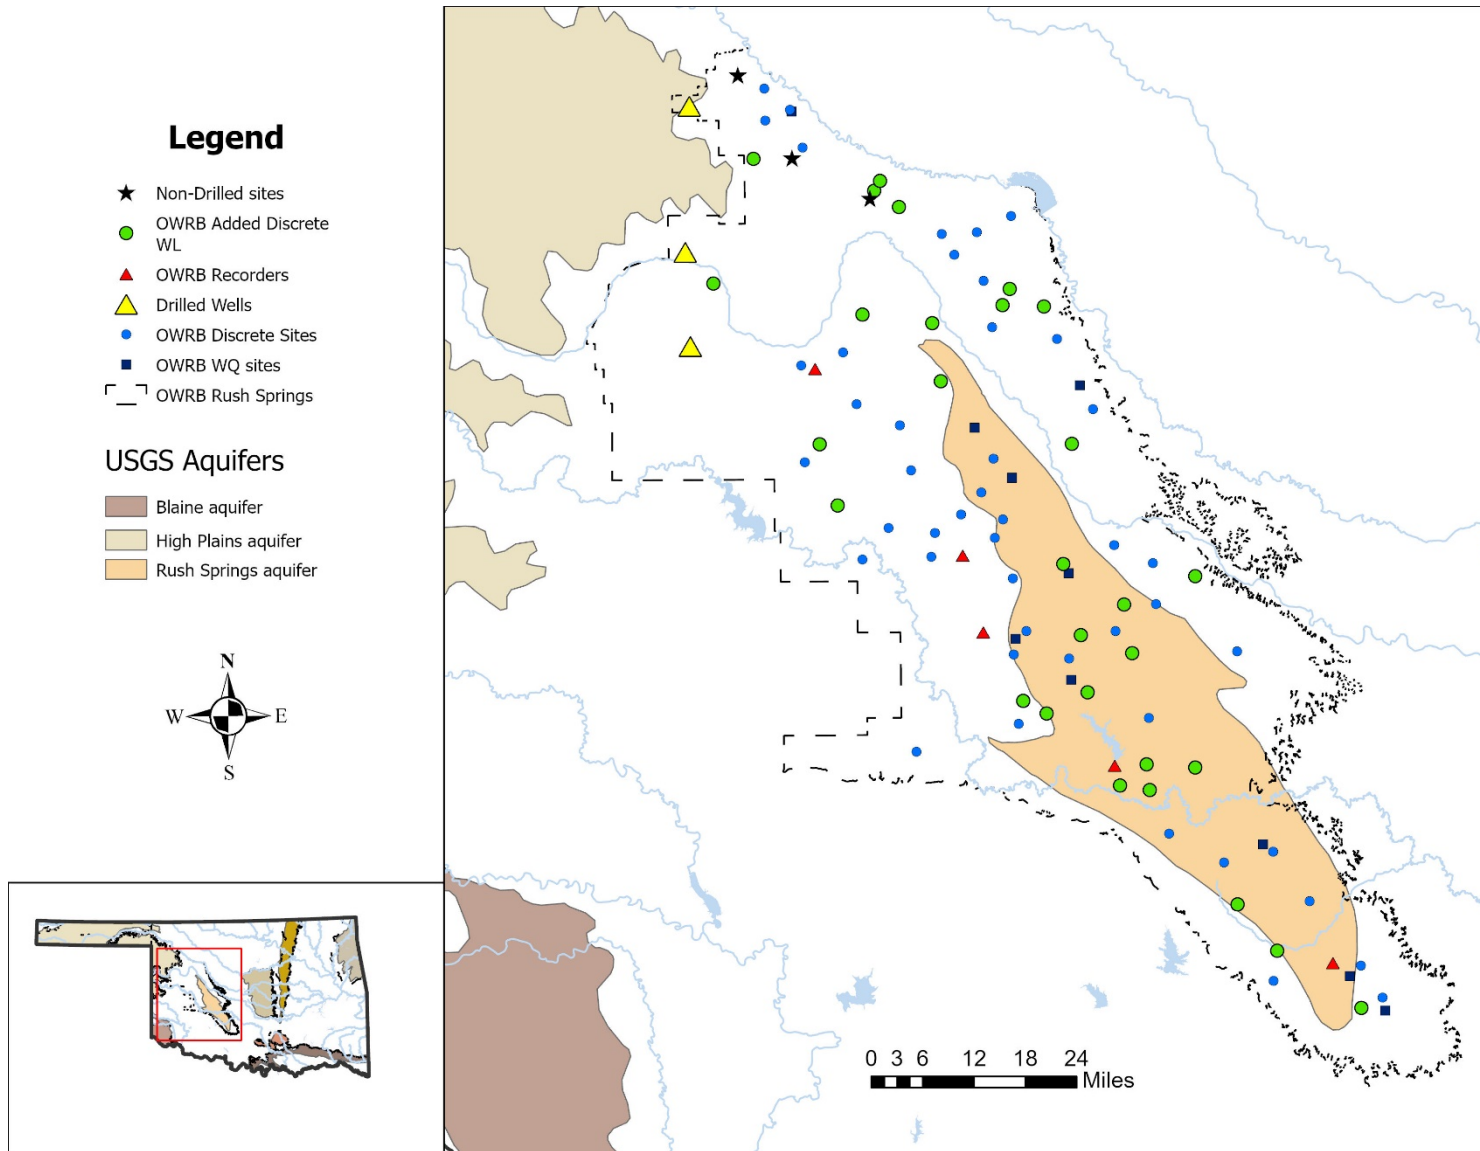 Legend
Non-Drilled sites
OWRB Added Discrete
WL
OWRB Recorders
Drilled Wells
OWRB Discrete Sites
OWRB WQ sites
OWRB Rush Springs
USGS Aquifers
Blaine aquifer
High Plains aquifer
Rush Springs aquifer
N
W E
S
0 3 6 12 18 24
Miles